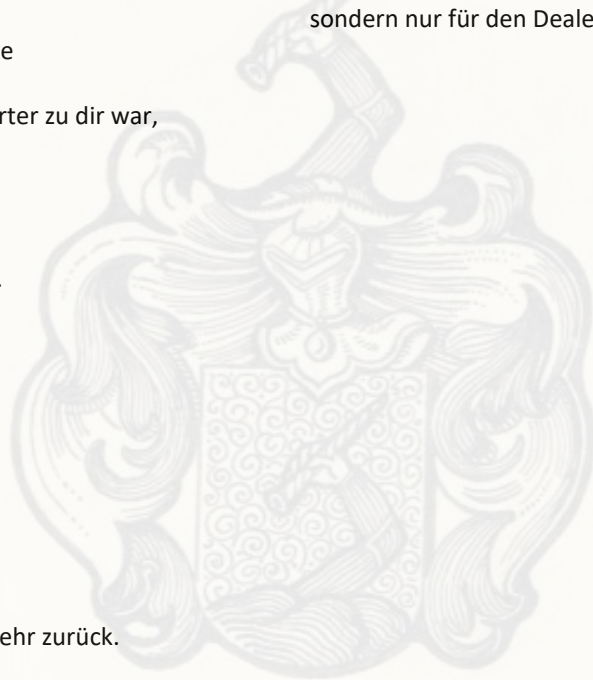 sondern nur für den Deale
e
rter zu dir war,
.
ehr zurück.